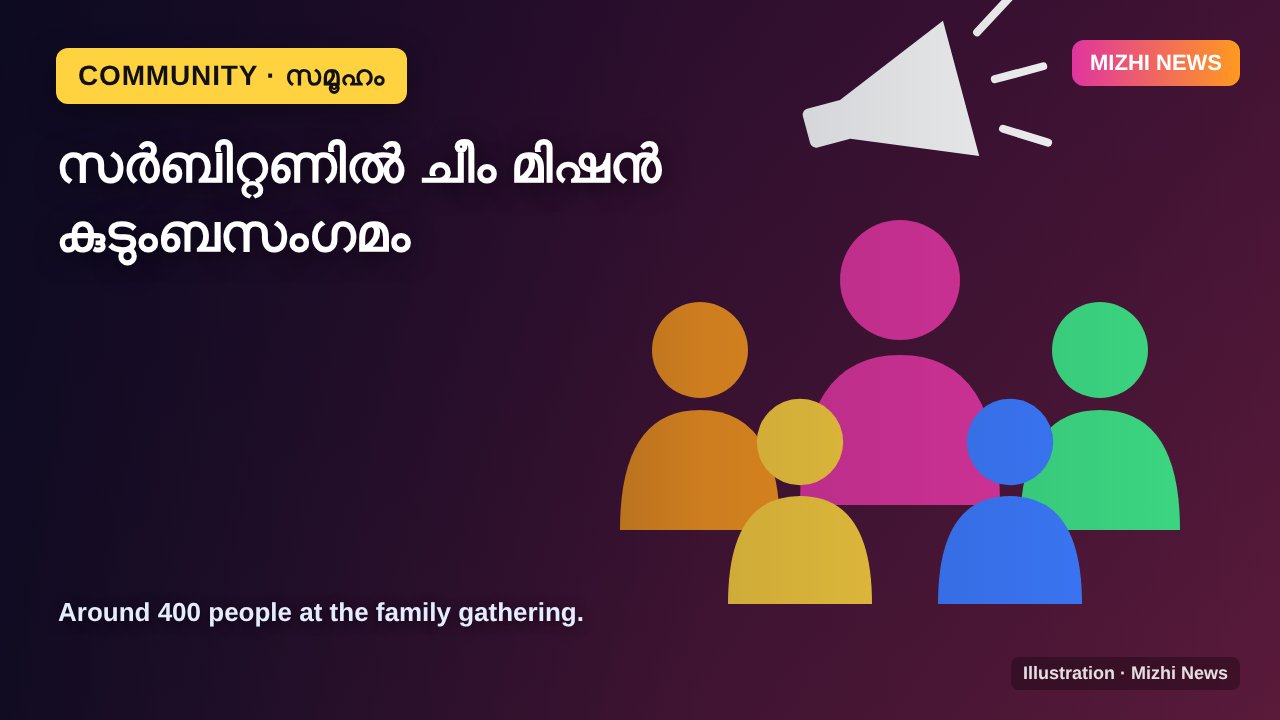 COMMUNITY · സമൂഹം
MIZHI NEWS
സർബിറ്റണിൽ ചീം മിഷൻ
കുടുംബസംഗമം
Around 400 people at the family gathering.
Illustration · Mizhi News